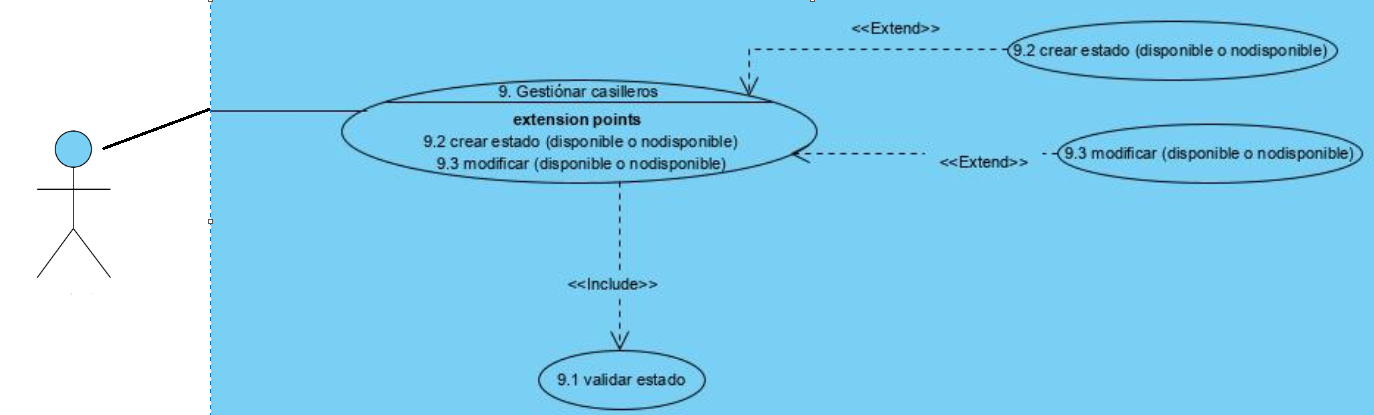 <<Extend>>
9.2 crear estado (disponible o nodisponible)
9. Gestiónar casilleros
extension points
9.2 crear estado (disponible o nodisponible)
9.3 modificar (disponible o nodisponible)
<<Extend>>
9.3 modificar (disponible o nodisponible)
<<Include>>
9.1 validar estado